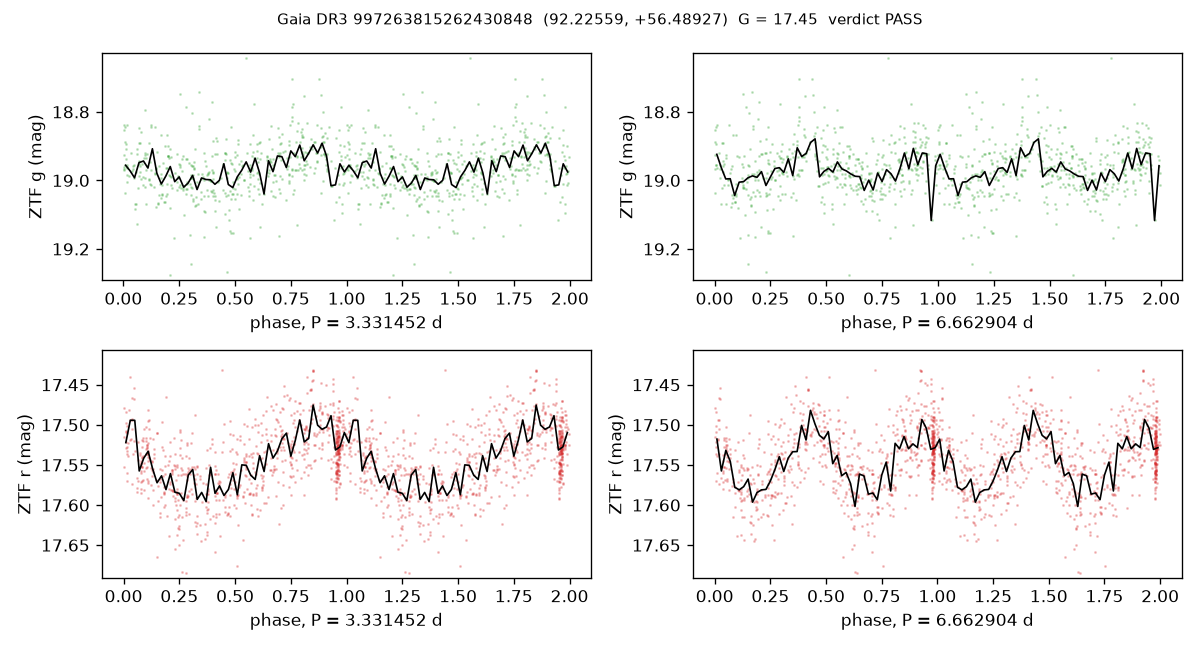 Gaia DR3 997263815262430848 (92.22559, +56.48927) G = 17.45 verdict PASS
ZTF g (mag)
18.8
19.0
19.2
0.00 0.25 0.50 0.75 1.00 1.25 1.50 1.75 2.00
phase, P = 3.331452 d
ZTF g (mag)
18.8
19.0
19.2
0.00 0.25 0.50 0.75 1.00 1.25 1.50 1.75 2.00
phase, P = 6.662904 d
ZTF r (mag)
17.45
17.50
17.55
17.60
17.65
0.00 0.25 0.50 0.75 1.00 1.25 1.50 1.75 2.00
phase, P = 3.331452 d
ZTF r (mag)
17.45
17.50
17.55
17.60
17.65
0.00 0.25 0.50 0.75 1.00 1.25 1.50 1.75 2.00
phase, P = 6.662904 d